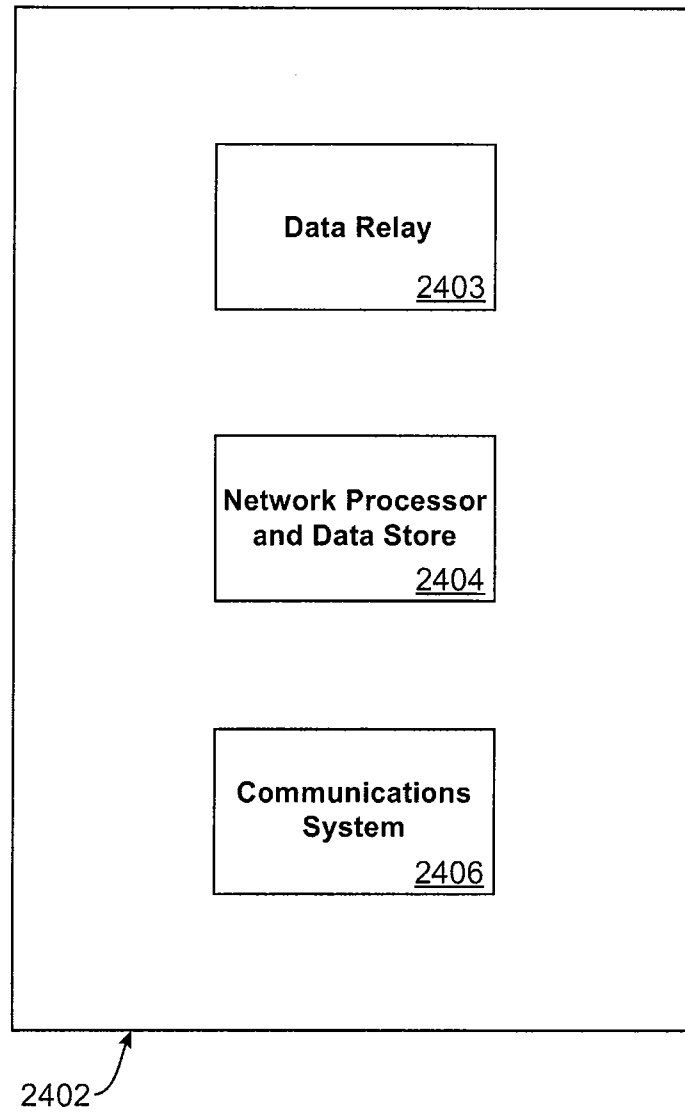 Data Relay
2403
Network Processor
and Data Store
2404
Communications
System
2406
2402